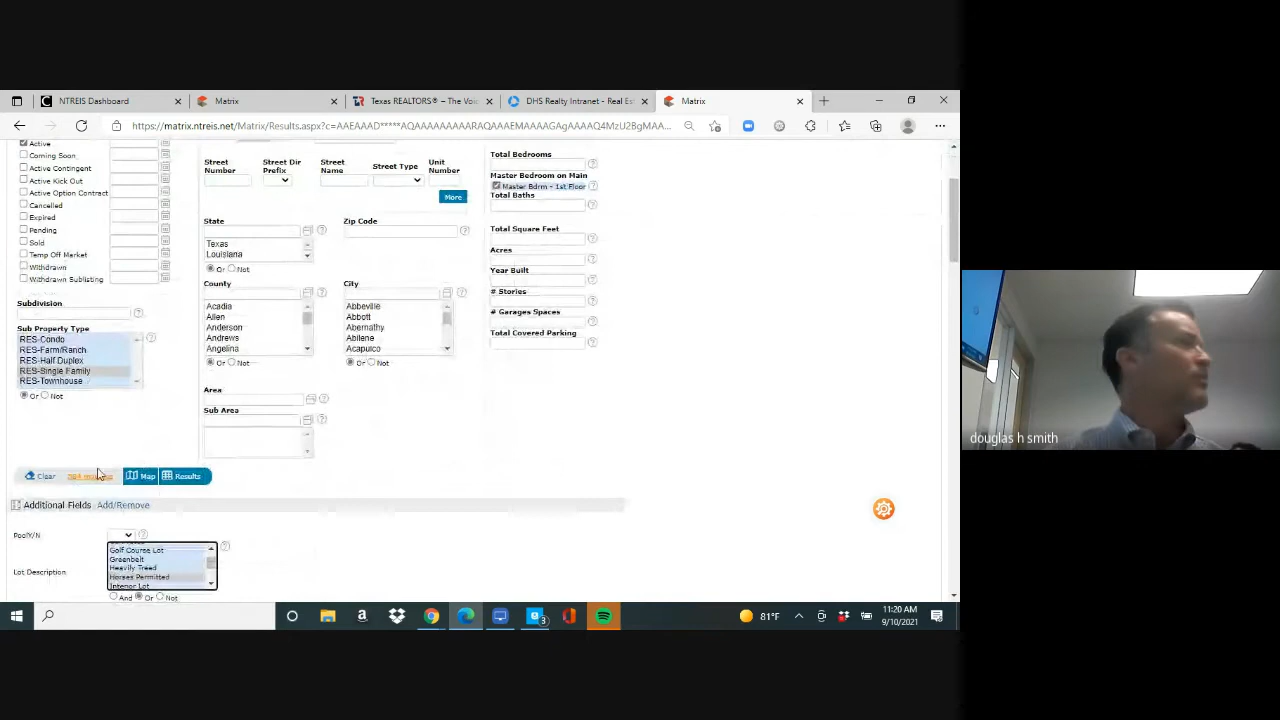 NTREIS Dashboard
Matrix
Texas REALTORS® – The Voi
DHS Realty Intranet - Real Est
Matrix
https://matrix.ntreis.net/Matrix/Results.aspx?c=AAEAAAD*****AQAAAAAAAAARAQAAAEMAAAAGAgAAAAQ4MzU2BgMAA...
Active
Coming Soon
Active Contingent
Active Kick Out
Active Option Contract
Cancelled
Expired
Pending
Sold
Temp Off Market
Withdrawn
Withdrawn Sublisting
Subdivision
Sub Property Type
RES-Condo
RES-Farm/Ranch
RES-Half Duplex
RES-Single Family
RES-Townhouse
Or Not
Street Number
Street Dir Prefix
Street Name
Street Type
Unit Number
More
State
Zip Code
Texas
Louisiana
Or Not
County
City
Acadia
Allen
Anderson
Andrews
Angelina
Abbeville
Abbott
Abernathy
Abilene
Acapulco
Or Not
Or Not
Area
Sub Area
Total Bedrooms
Master Bedroom on Main
Master Bdrm - 1st Floor
Total Baths
Total Square Feet
Acres
Year Built
# Stories
# Garages Spaces
Total Covered Parking
Clear
Map
Results
Additional Fields Add/Remove
PoolY/N
Lot Description
Golf Course Lot
Greenbelt
Heavily Treed
Horses Permitted
Interior Lot
And Or Not
3
81°F
11:20 AM
9/10/2021
douglas h smith